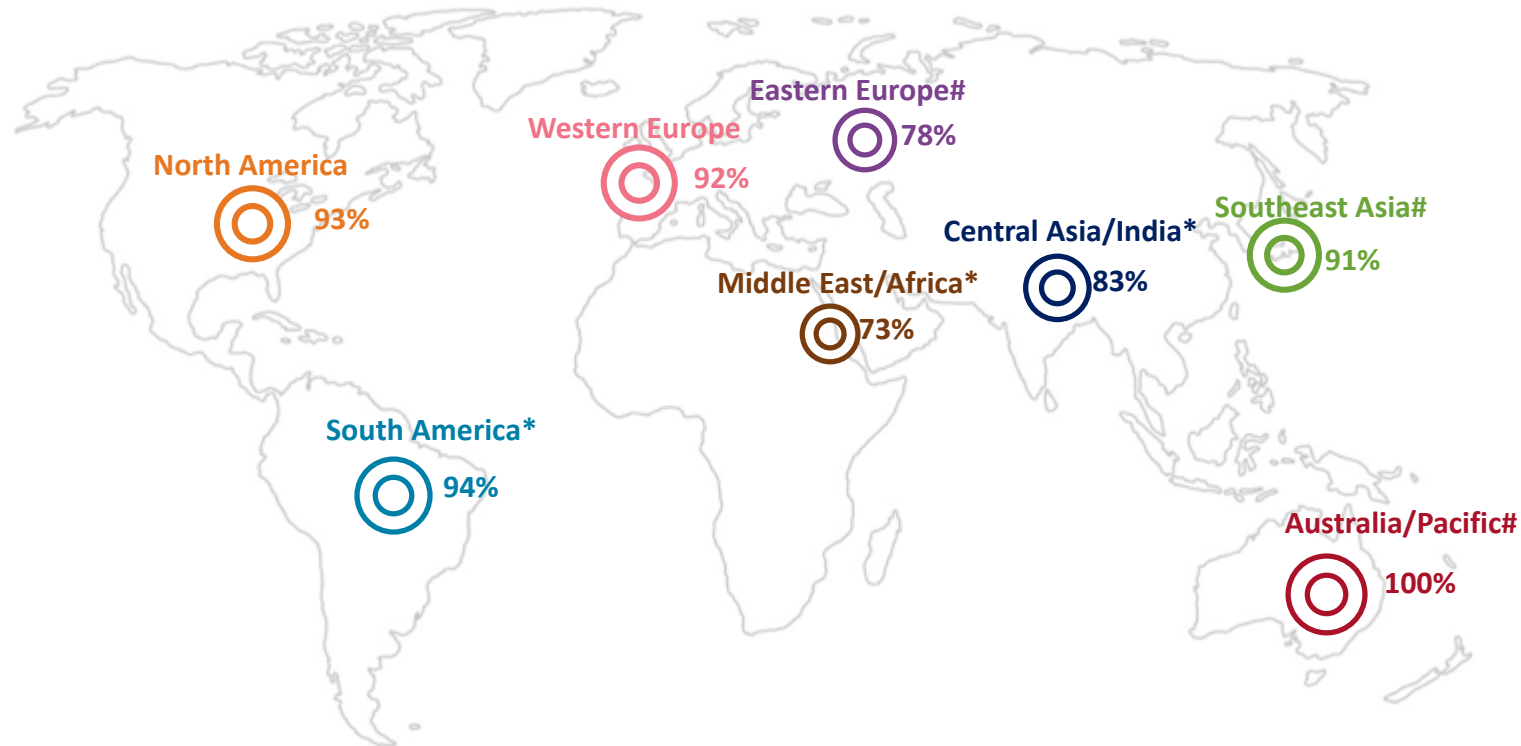 Eastern Europe#
78%
Western Europe
92%
North America
93%
Southeast Asia#
91%
Central Asia/India*
83%
Middle East/Africa*
73%
South America*
94%
Australia/Pacific#
100%